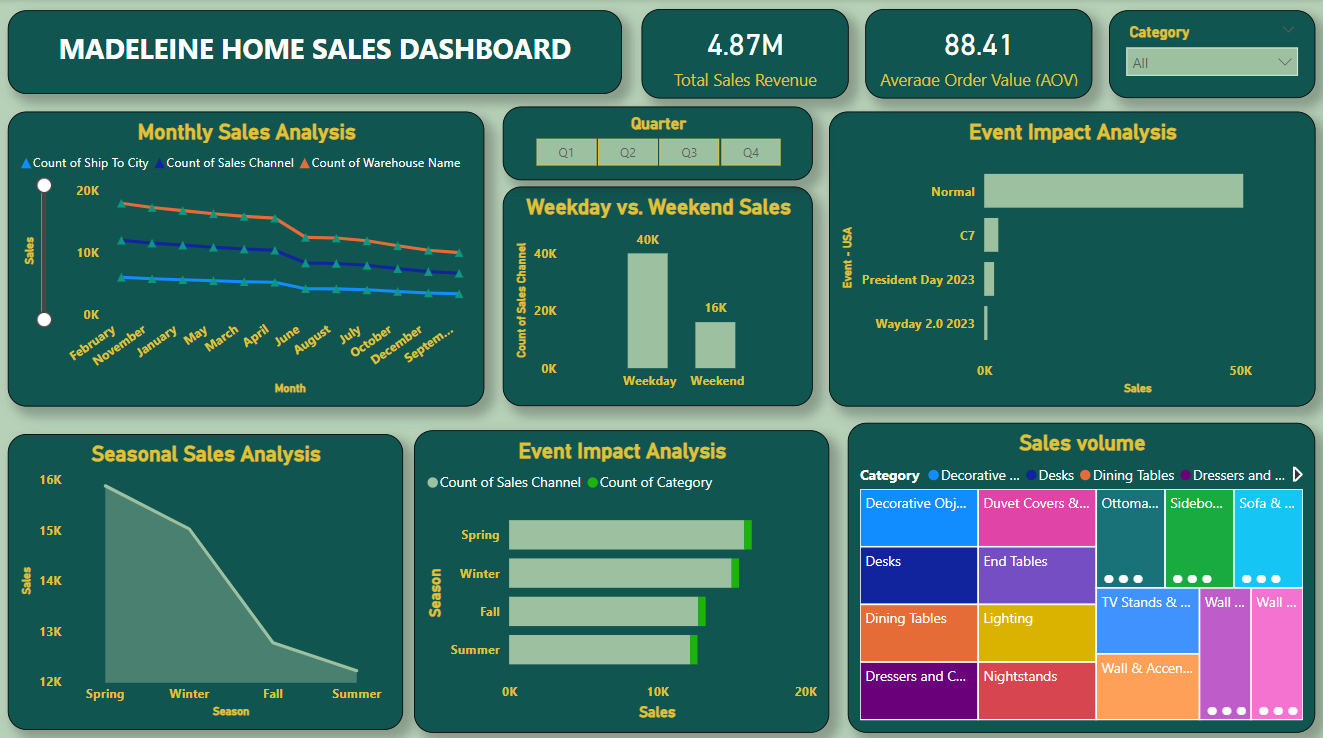 MADELEINE HOME SALES DASHBOARD
4.87M
Total Sales Revenue
88.41
Average Order Value (AOV)
Category
All
Monthly Sales Analysis
Count of Ship To City Count of Sales Channel Count of Warehouse Name
Sales
20K
10K
0K
February
November
January
May
March
April
June
August
July
October
December
Septem...
Month
Quarter
Q1 Q2 Q3 Q4
Weekday vs. Weekend Sales
Count of Sales Channel
40K
20K
0K
40K
16K
Weekday Weekend
Event Impact Analysis
Event - USA
Normal
C7
President Day 2023
Wayday 2.0 2023
0K 50K
Sales
Seasonal Sales Analysis
Sales
16K
15K
14K
13K
12K
Spring Winter Fall Summer
Season
Event Impact Analysis
Count of Sales Channel Count of Category
Season
Spring
Winter
Fall
Summer
0K 10K 20K
Sales
Sales volume
Category Decorative ... Desks Dining Tables Dressers and ...
Decorative Obj...
Desks
Dining Tables
Dressers and C...
Duvet Covers &...
End Tables
Lighting
Nightstands
Ottoma...
Sidebo...
Sofa & ...
TV Stands & ...
Wall & Accen...
Wall ...
Wall ...